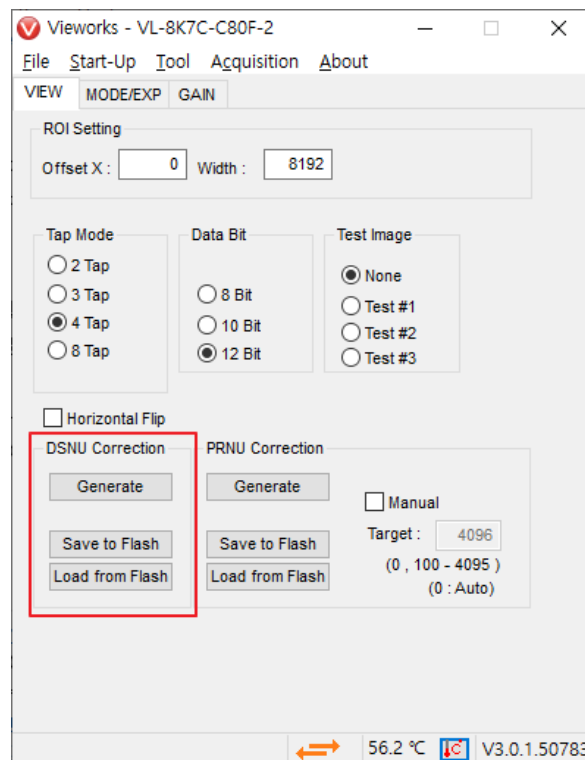 Vieworks - VL-8K7C-C80F-2
File Start-Up Tool Acquisition About
VIEW MODE/EXP GAIN
ROI Setting
Offset X : 0 Width : 8192
Tap Mode
2 Tap
3 Tap
4 Tap
8 Tap
Data Bit
8 Bit
10 Bit
12 Bit
Test Image
None
Test #1
Test #2
Test #3
Horizontal Flip
DSNU Correction
Generate
Save to Flash
Load from Flash
PRNU Correction
Generate
Save to Flash
Load from Flash
Manual
Target : 4096
(0 , 100 - 4095 )
(0 : Auto)
56.2 ℃ V3.0.1.50783